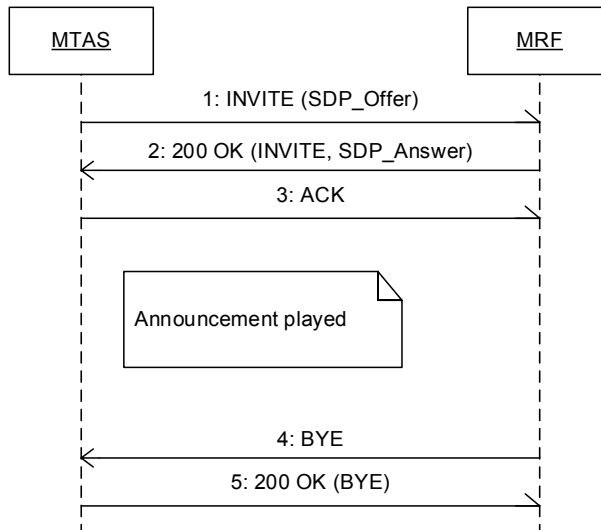 MTAS
MRF
1: INVITE (SDP_Offer)
2: 200 OK (INVITE, SDP_Answer)
3: ACK
Announcement played
4: BYE
5: 200 OK (BYE)